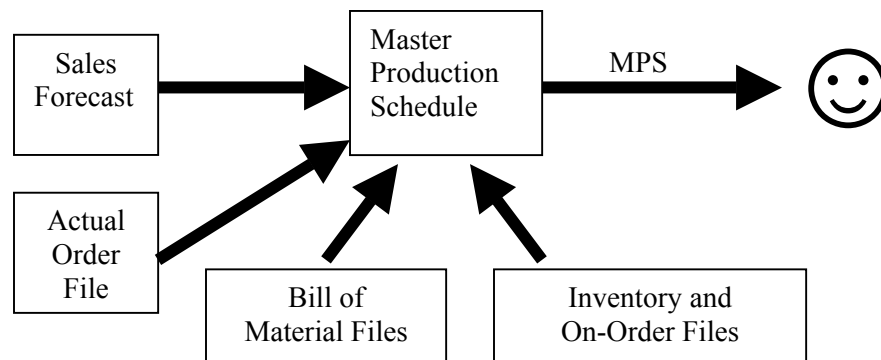 Sales
Forecast
Master
Production
Schedule
MPS
Actual
Order
File
Bill of
Material Files
Inventory and
On-Order Files